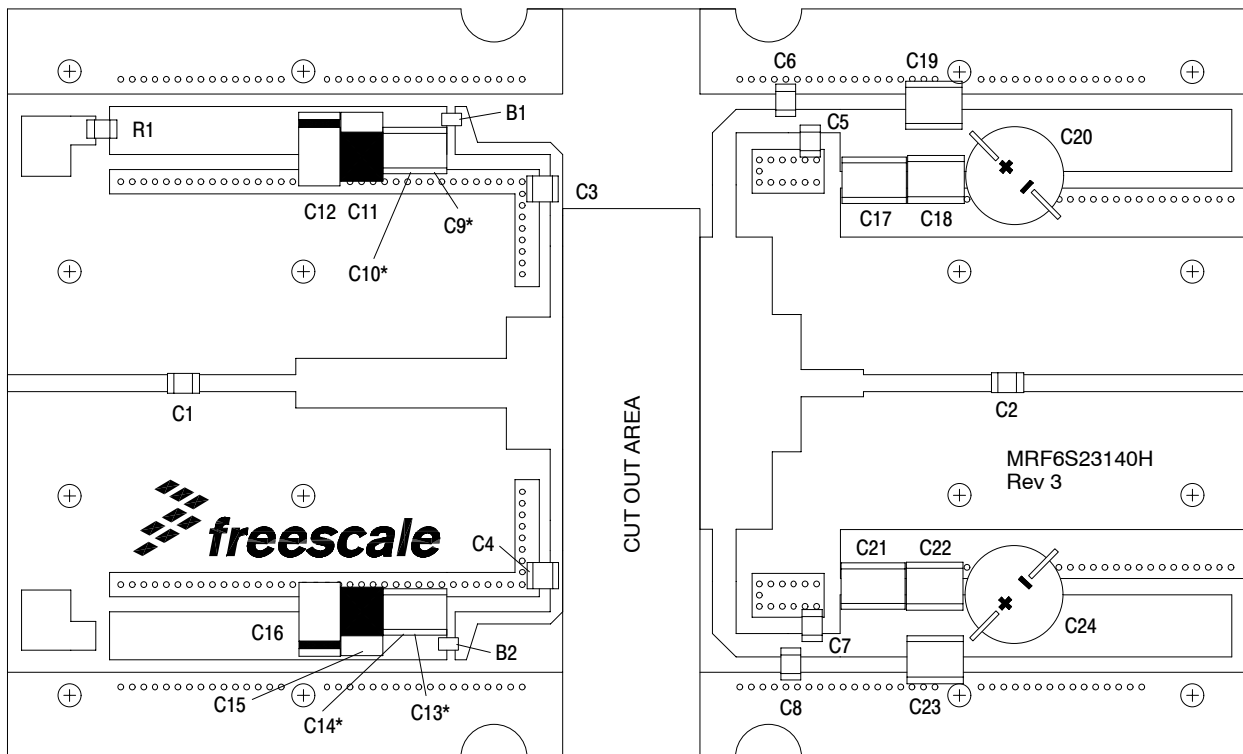 C6
C19
R1
B1
C5
C20
C3
C12 C11
C9*
C17 C18
C10*
C1
C2
CUT OUT AREA
MRF6S23140H
Rev 3
freescale
C4
C21 C22
C16
B2
C7
C24
C15
C14*
C13*
C8
C23